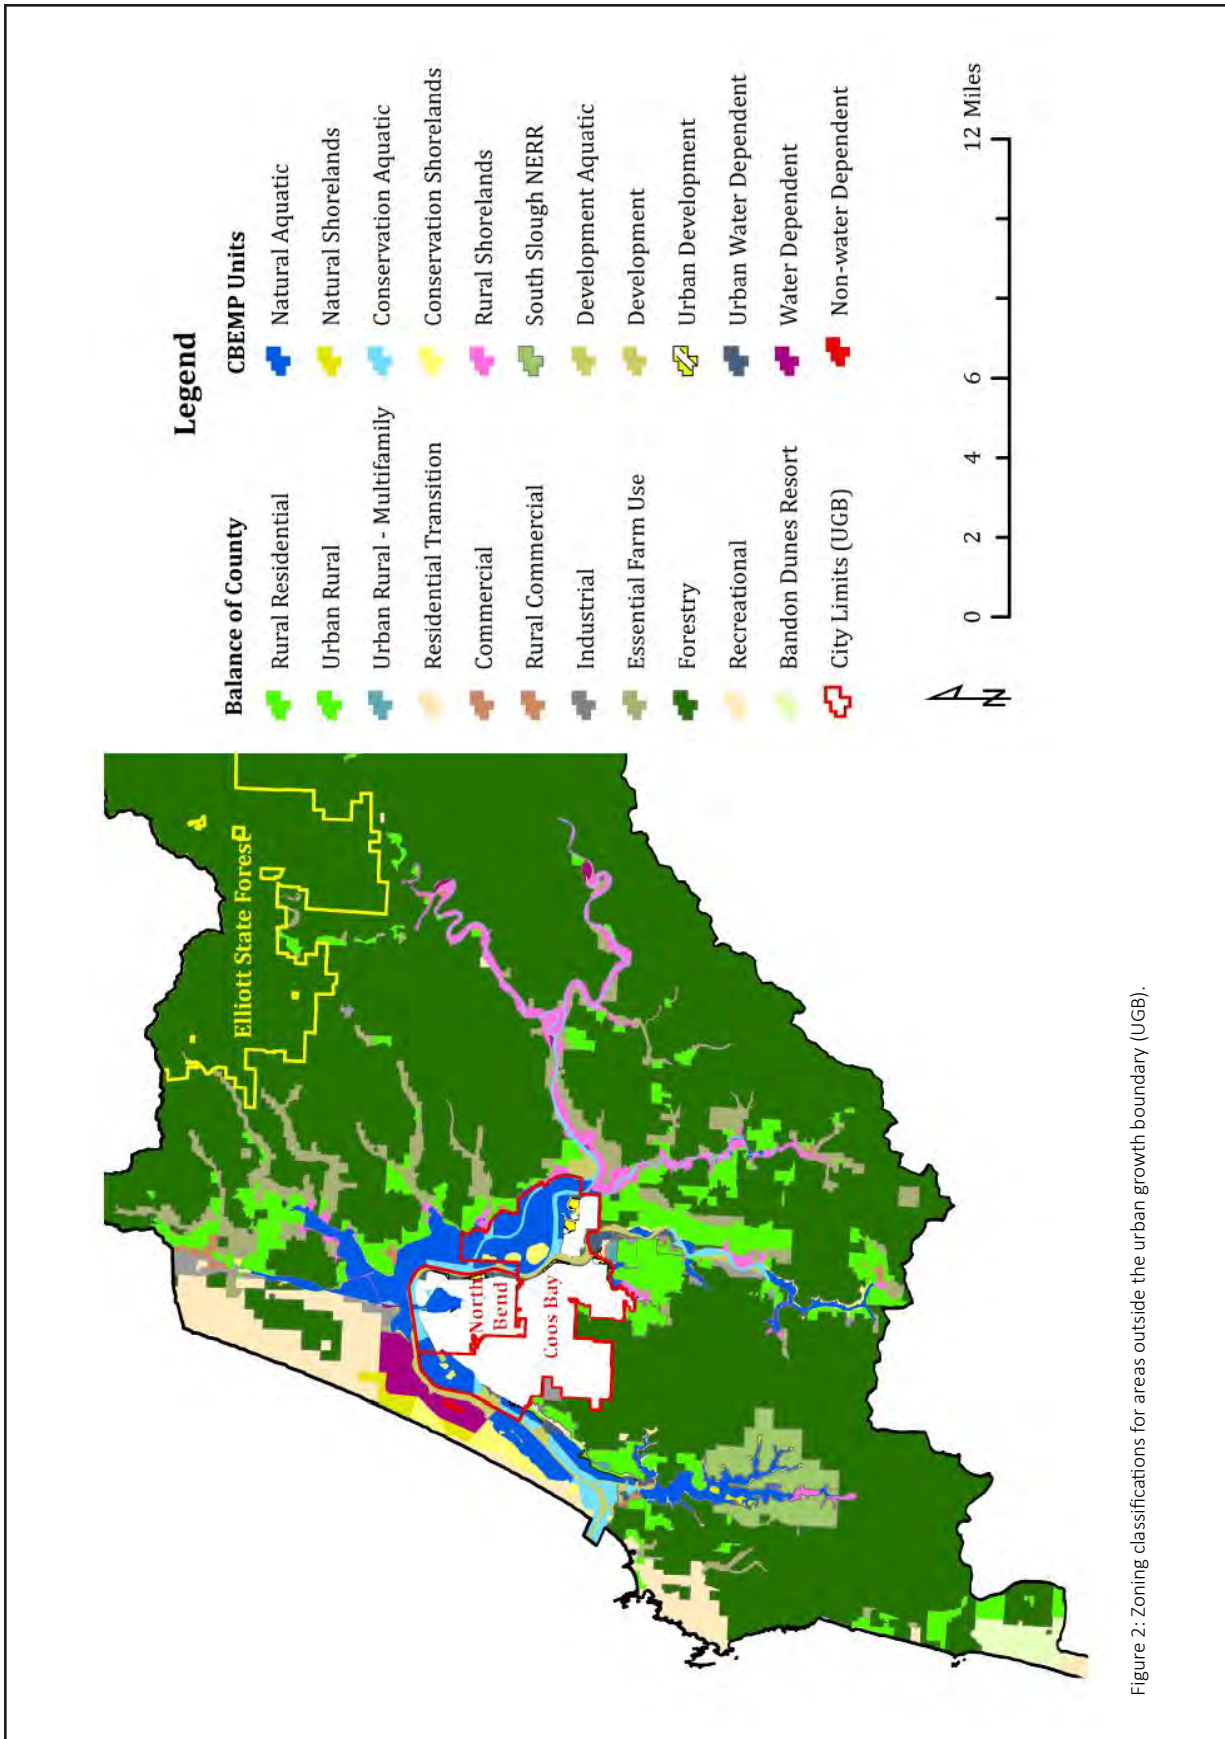 Legend
Balance of County
Rural Residential
Urban Rural
Urban Rural - Multifamily
Residential Transition
Commercial
Rural Commercial
Industrial
Essential Farm Use
Forestry
Recreational
Bandon Dunes Resort
City Limits (UGB)
CBEMP Units
Natural Aquatic
Natural Shorelands
Conservation Aquatic
Conservation Shorelands
Rural Shorelands
South Slough NERR
Development Aquatic
Development
Urban Development
Urban Water Dependent
Water Dependent
Non-water Dependent
N
0 2 4 6 12 Miles
Elliott State Forest
North
Bend
Coos Bay
Figure 2: Zoning classifications for areas outside the urban growth boundary (UGB).